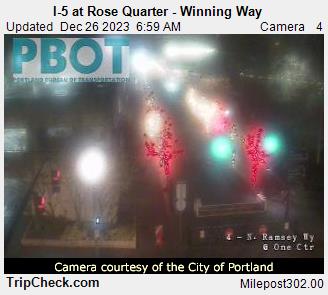 I-5 at Rose Quarter - Winning Way
Updated Dec 26 2023 6:59 AM Camera 4
PBOT
PORTLAND BUREAU OF TRANSPORTATION
4 - N. Ramsey Wy
@ One Ctr
Camera courtesy of the City of Portland
TripCheck.com Milepost302.00